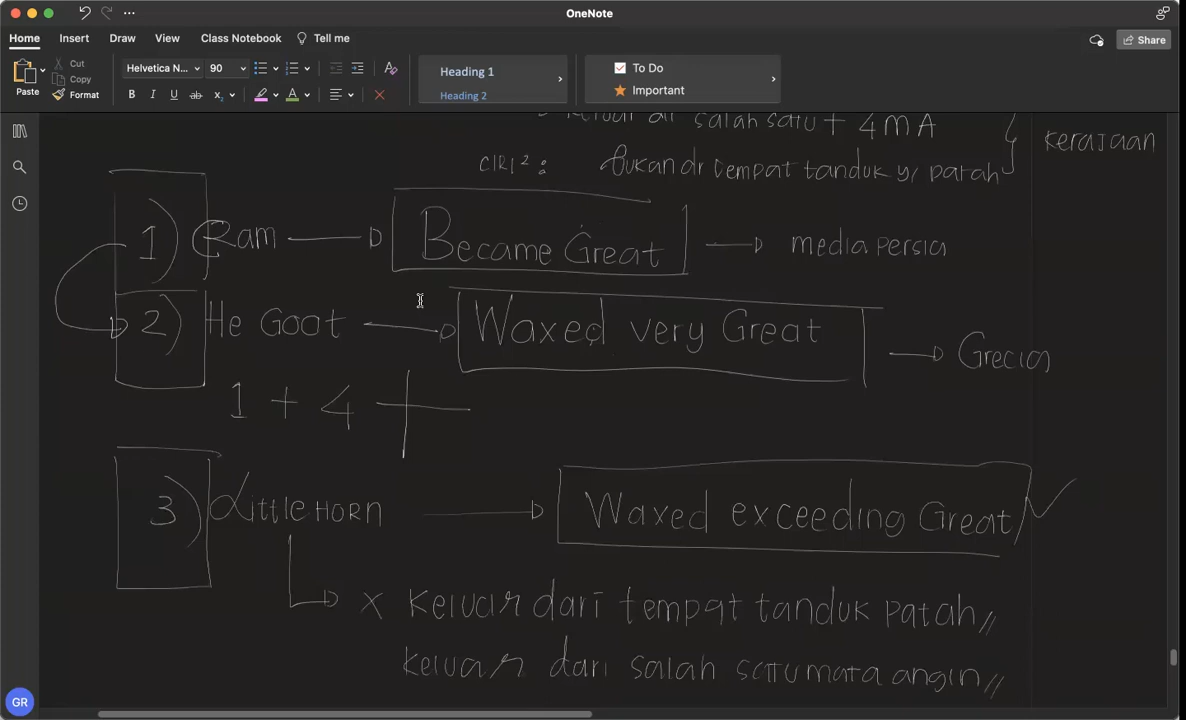 OneNote
Home Insert Draw View Class Notebook Tell me Share
Paste Cut Copy Format
Helvetica N... 90
B I U ab x₂ A
Heading 1
Heading 2
To Do
Important
salah satu + 4 MA
kerajaan
CIRI²: Bukan dr tempat tanduk yg patah
1) Ram Became Great media persia
2) He Goat Waxed very Great Grecia
1 + 4 +
3) Little HORN Waxed exceeding Great
x Keluar dari tempat tanduk patah //
keluar dari salah satu mata angin //
GR